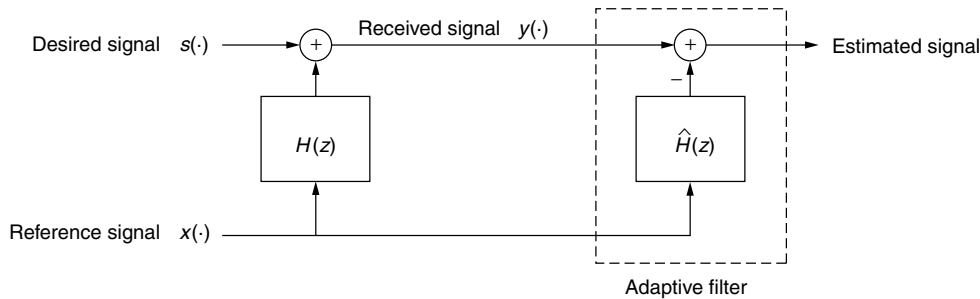 Desired signal s(·)
+
Received signal y(·)
+
Estimated signal
−
H(z)
Ĥ(z)
Reference signal x(·)
Adaptive filter